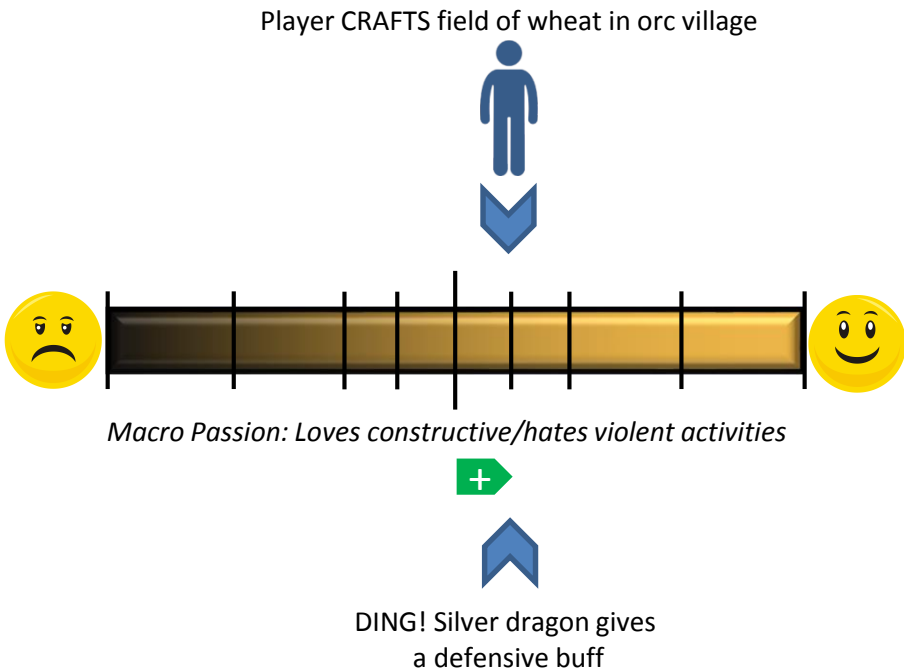 Player CRAFTS field of wheat in orc village
Macro Passion: Loves constructive/hates violent activities
+
DING! Silver dragon gives
a defensive buff